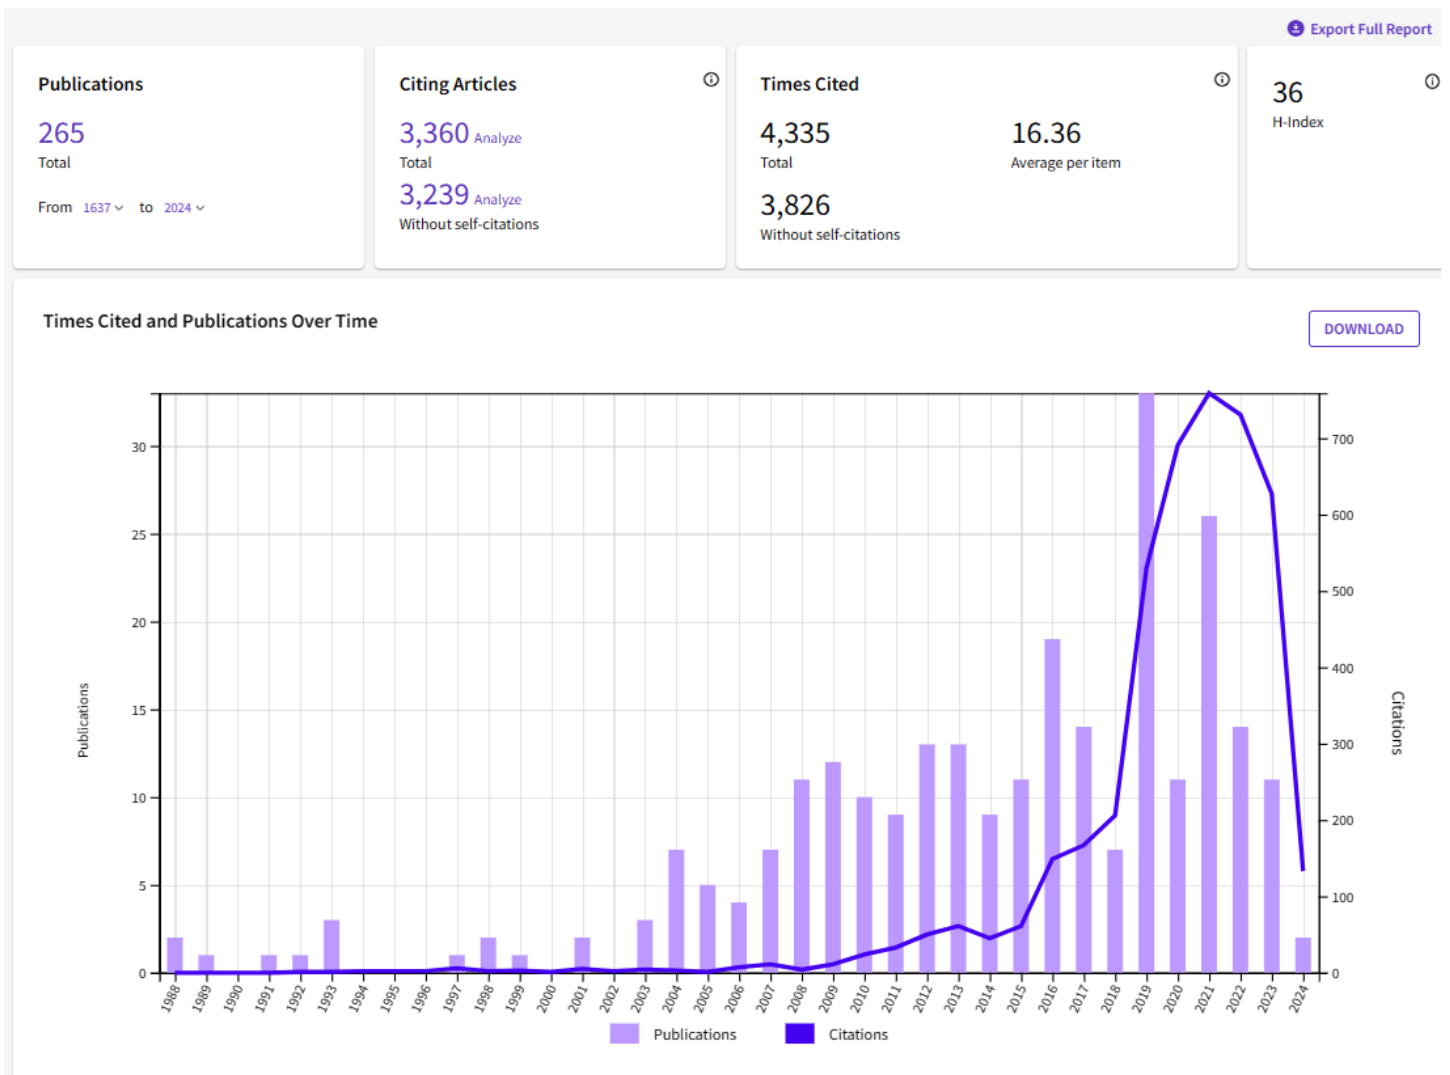 Export Full Report
Publications
265
Total
From 1637 to 2024
Citing Articles
3,360 Analyze
Total
3,239 Analyze
Without self-citations
Times Cited
4,335
Total
16.36
Average per item
3,826
Without self-citations
36
H-Index
Times Cited and Publications Over Time
DOWNLOAD
Publications
30
25
20
15
10
5
0
700
600
500
400
300
200
100
0
Citations
1988
1989
1990
1991
1992
1993
1994
1995
1996
1997
1998
1999
2000
2001
2002
2003
2004
2005
2006
2007
2008
2009
2010
2011
2012
2013
2014
2015
2016
2017
2018
2019
2020
2021
2022
2023
2024
Publications
Citations